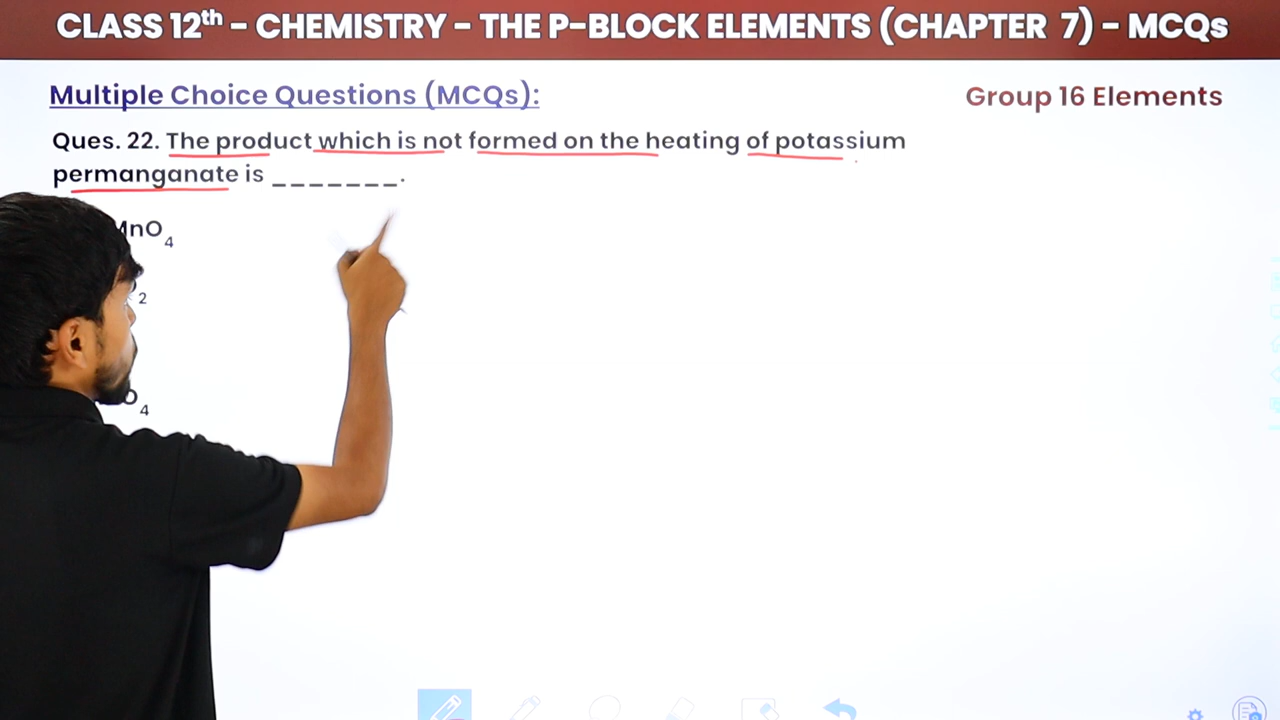 CLASS 12th - CHEMISTRY - THE P-BLOCK ELEMENTS (CHAPTER 7) - MCQs
Multiple Choice Questions (MCQs):
Group 16 Elements
Ques. 22. The product which is not formed on the heating of potassium
permanganate is _______.
MnO4
2
O4